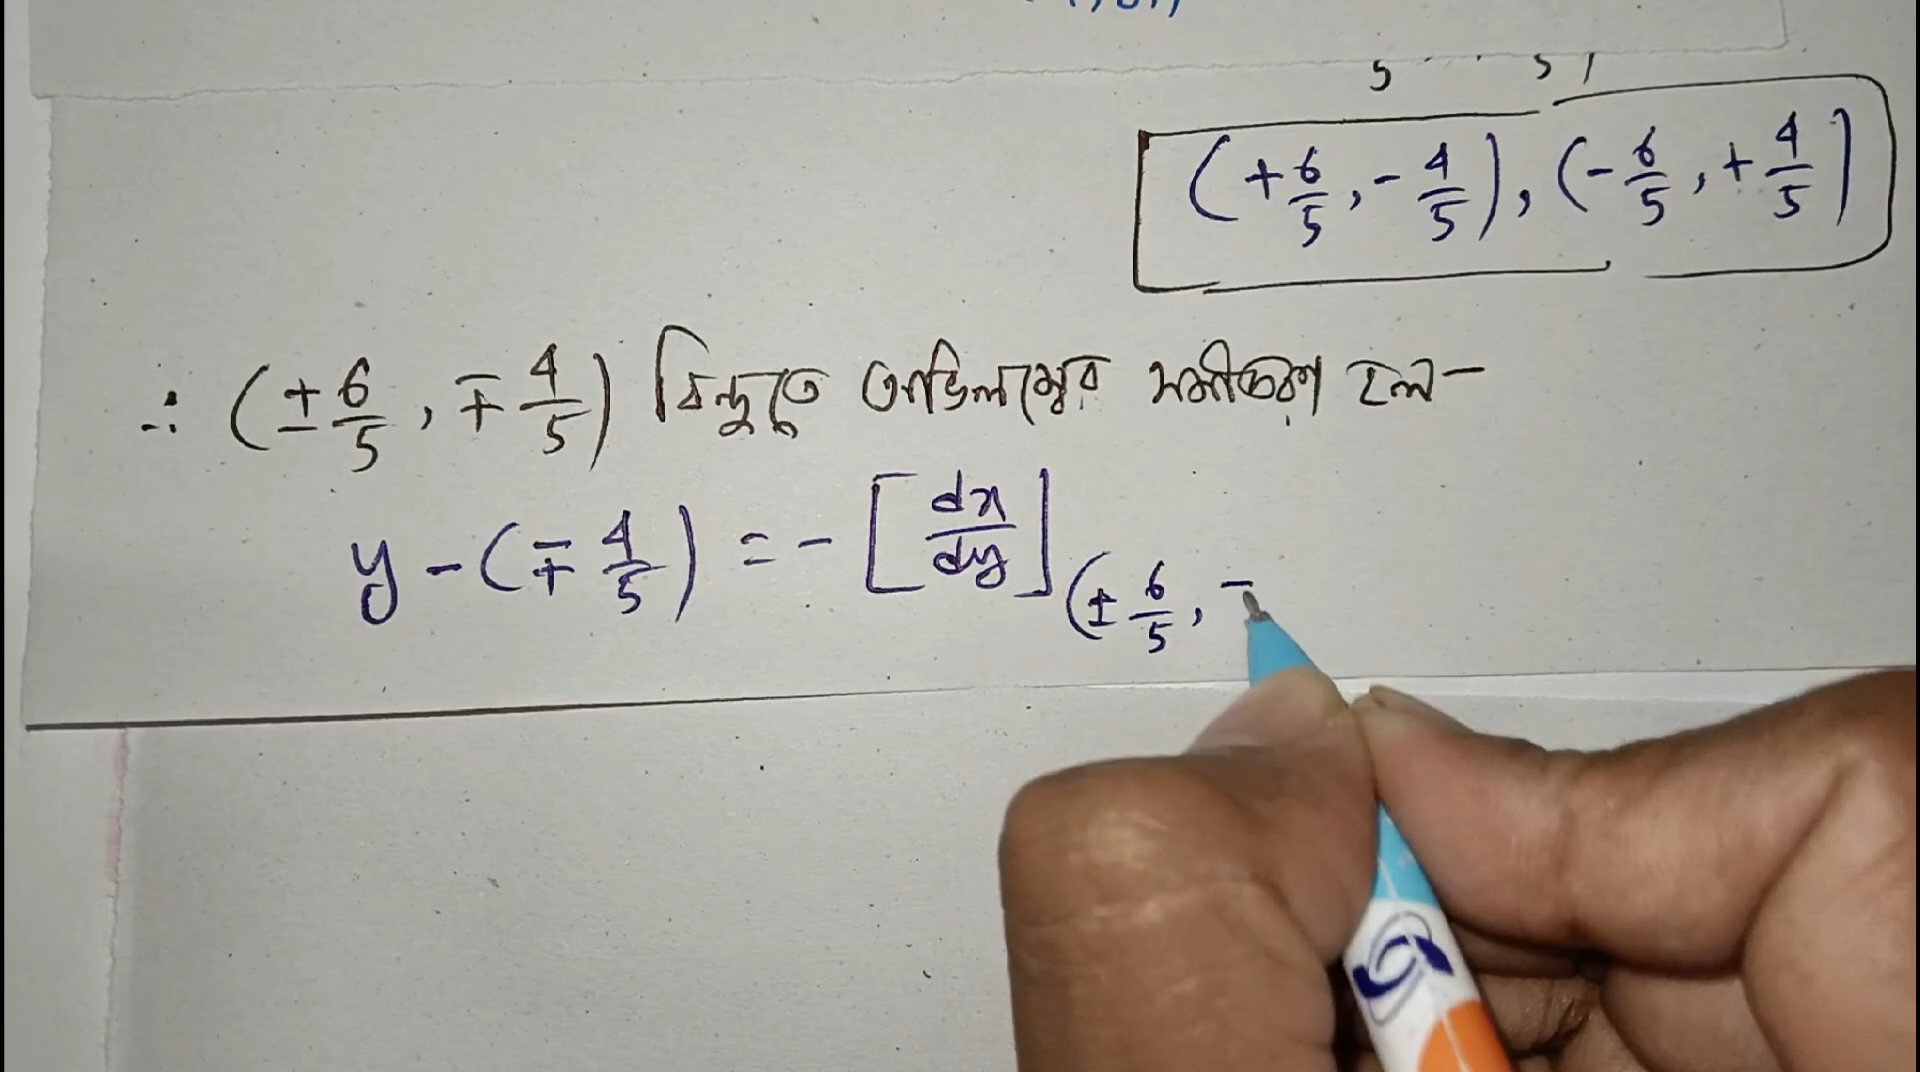 (+6/5, -4/5), (-6/5, +4/5)
∴ (±6/5, ∓4/5) বিন্দুতে অভিলম্বের সমীকরণ হল-
y - (∓4/5) = - [dx/dy](±6/5, -